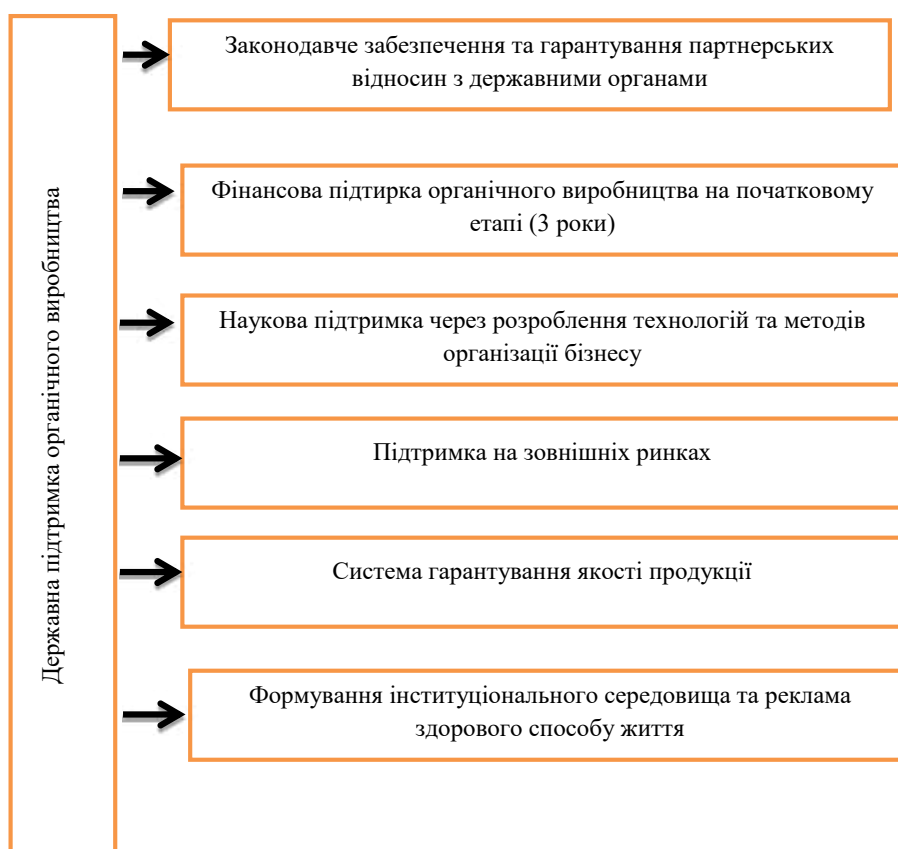 Державна підтримка органічного виробництва
Законодавче забезпечення та гарантування партнерських
відносин з державними органами
Фінансова підтирка органічного виробництва на початковому
етапі (3 роки)
Наукова підтримка через розроблення технологій та методів
організації бізнесу
Підтримка на зовнішніх ринках
Система гарантування якості продукції
Формування інституціонального середовища та реклама
здорового способу життя